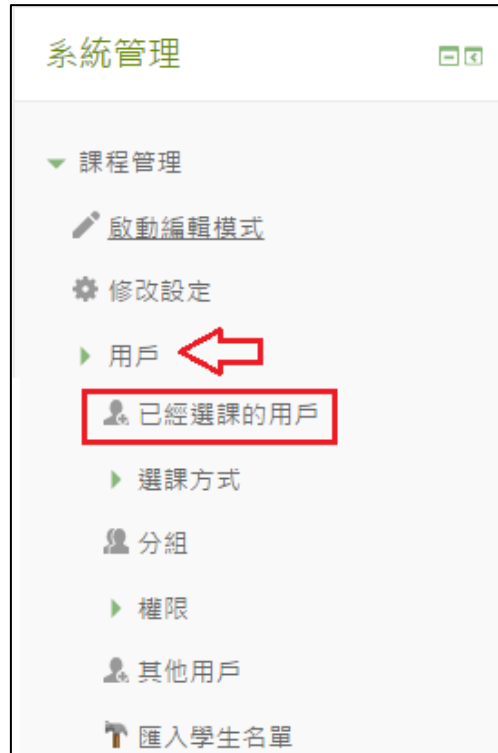 系統管理
課程管理
啟動編輯模式
修改設定
用戶
已經選課的用戶
選課方式
分組
權限
其他用戶
匯入學生名單